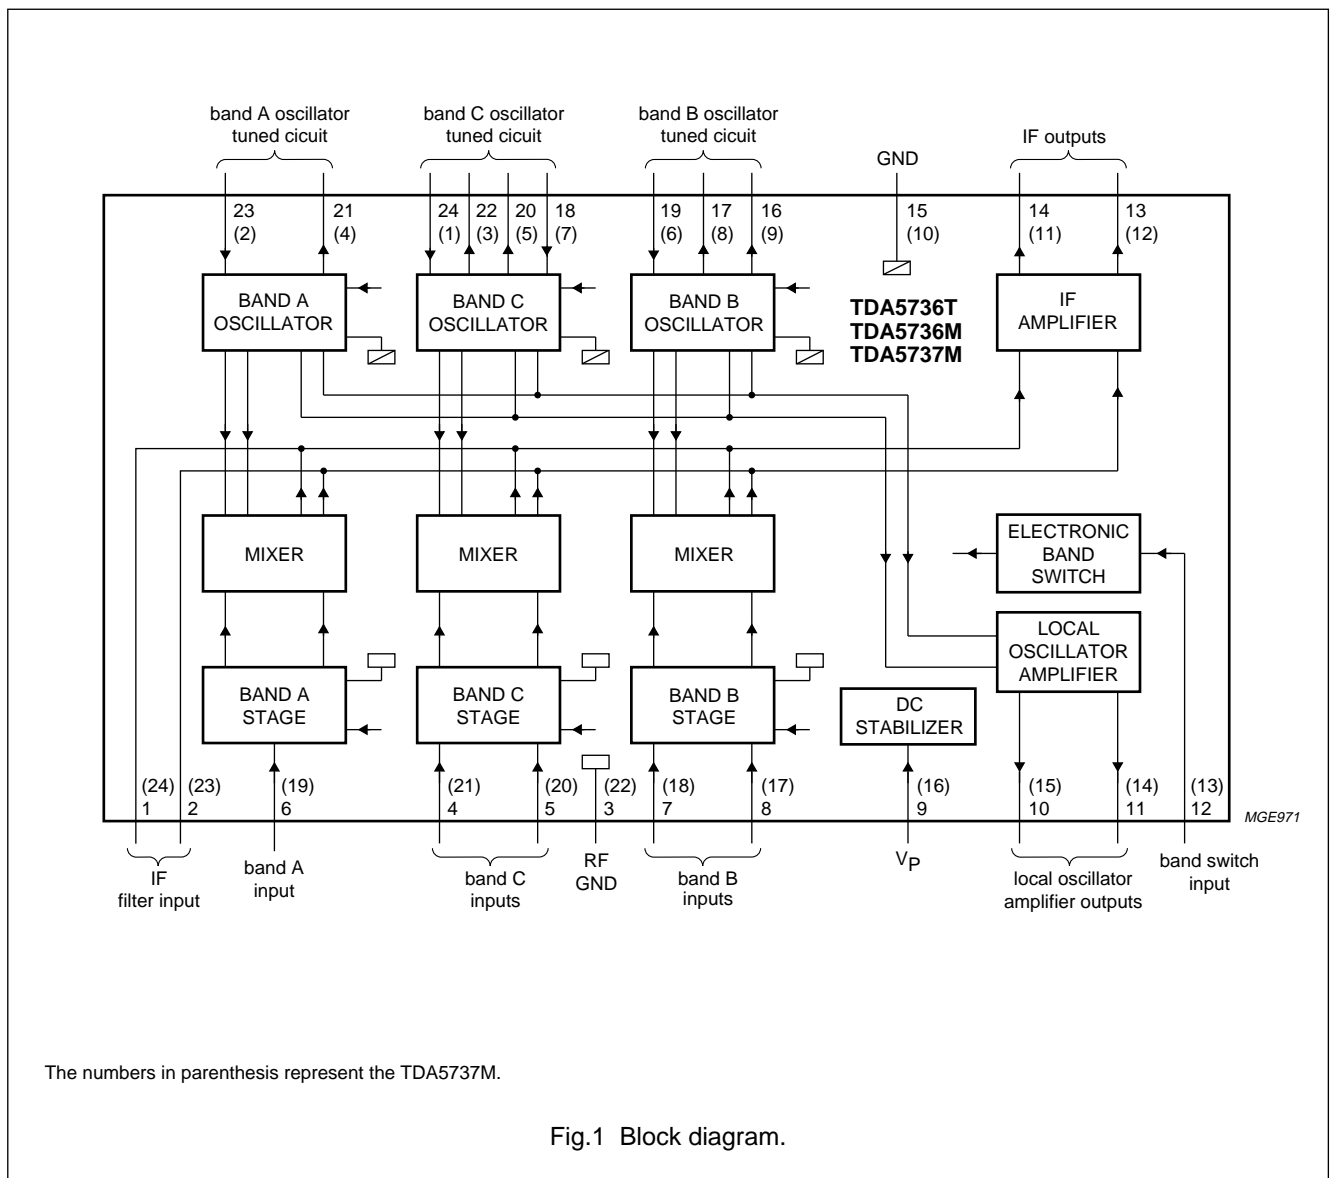 band A oscillator
tuned cicuit
band C oscillator
tuned cicuit
band B oscillator
tuned cicuit
GND
IF outputs
23
(2)
21
(4)
24
(1)
22
(3)
20
(5)
18
(7)
19
(6)
17
(8)
16
(9)
15
(10)
14
(11)
13
(12)
BAND A
OSCILLATOR
BAND C
OSCILLATOR
BAND B
OSCILLATOR
TDA5736T
TDA5736M
TDA5737M
IF
AMPLIFIER
MIXER
MIXER
MIXER
ELECTRONIC
BAND
SWITCH
LOCAL
OSCILLATOR
AMPLIFIER
BAND A
STAGE
BAND C
STAGE
BAND B
STAGE
DC
STABILIZER
(24)
1
(23)
2
(19)
6
(21)
4
(20)
5
(22)
3
(18)
7
(17)
8
(16)
9
(15)
10
(14)
11
(13)
12
MGE971
IF
filter input
band A
input
band C
inputs
RF
GND
band B
inputs
VP
local oscillator
amplifier outputs
band switch
input
The numbers in parenthesis represent the TDA5737M.
Fig.1 Block diagram.